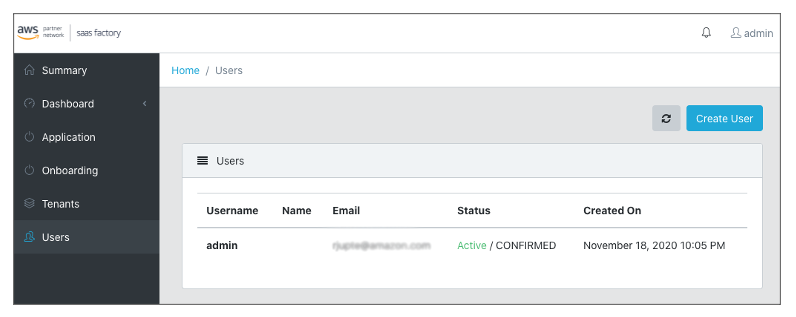 aws partner network saas factory
admin
Summary
Home / Users
Dashboard
Create User
Application
Users
Onboarding
Tenants
Username Name Email Status Created On
Users
admin Active / CONFIRMED November 18, 2020 10:05 PM